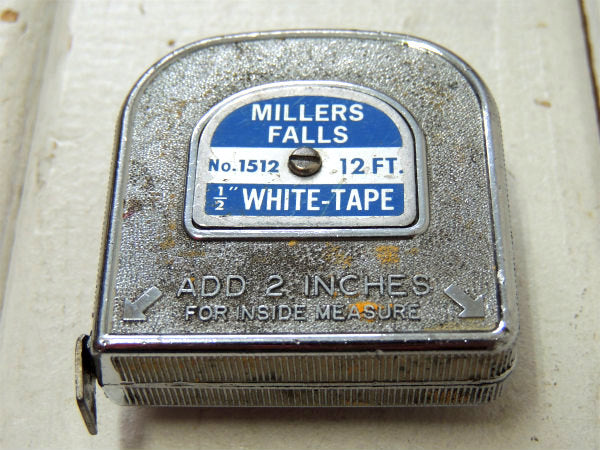 MILLERS
FALLS
No. 1512 12 FT.
1/2" WHITE-TAPE
ADD 2 INCHES
FOR INSIDE MEASURE